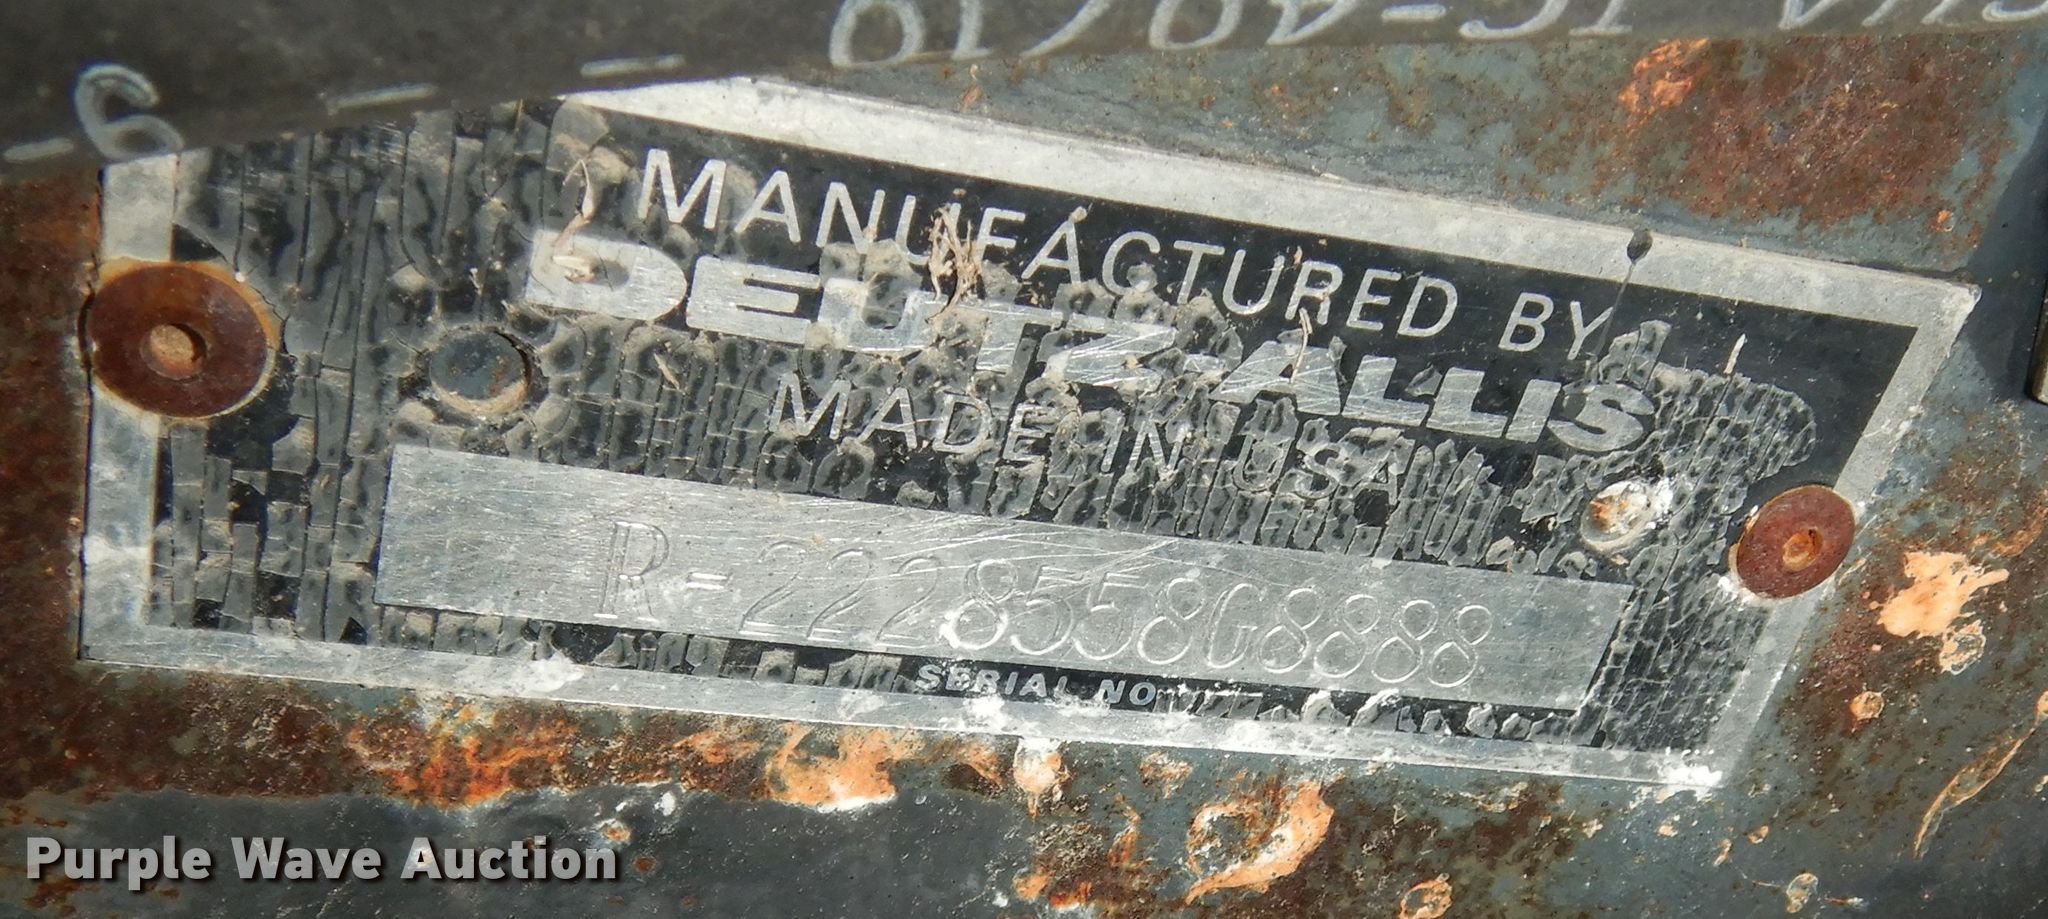 MANUFACTURED BY
DEUTZ-ALLIS
MADE IN USA
R-2228558G8888
SERIAL NO
Purple Wave Auction